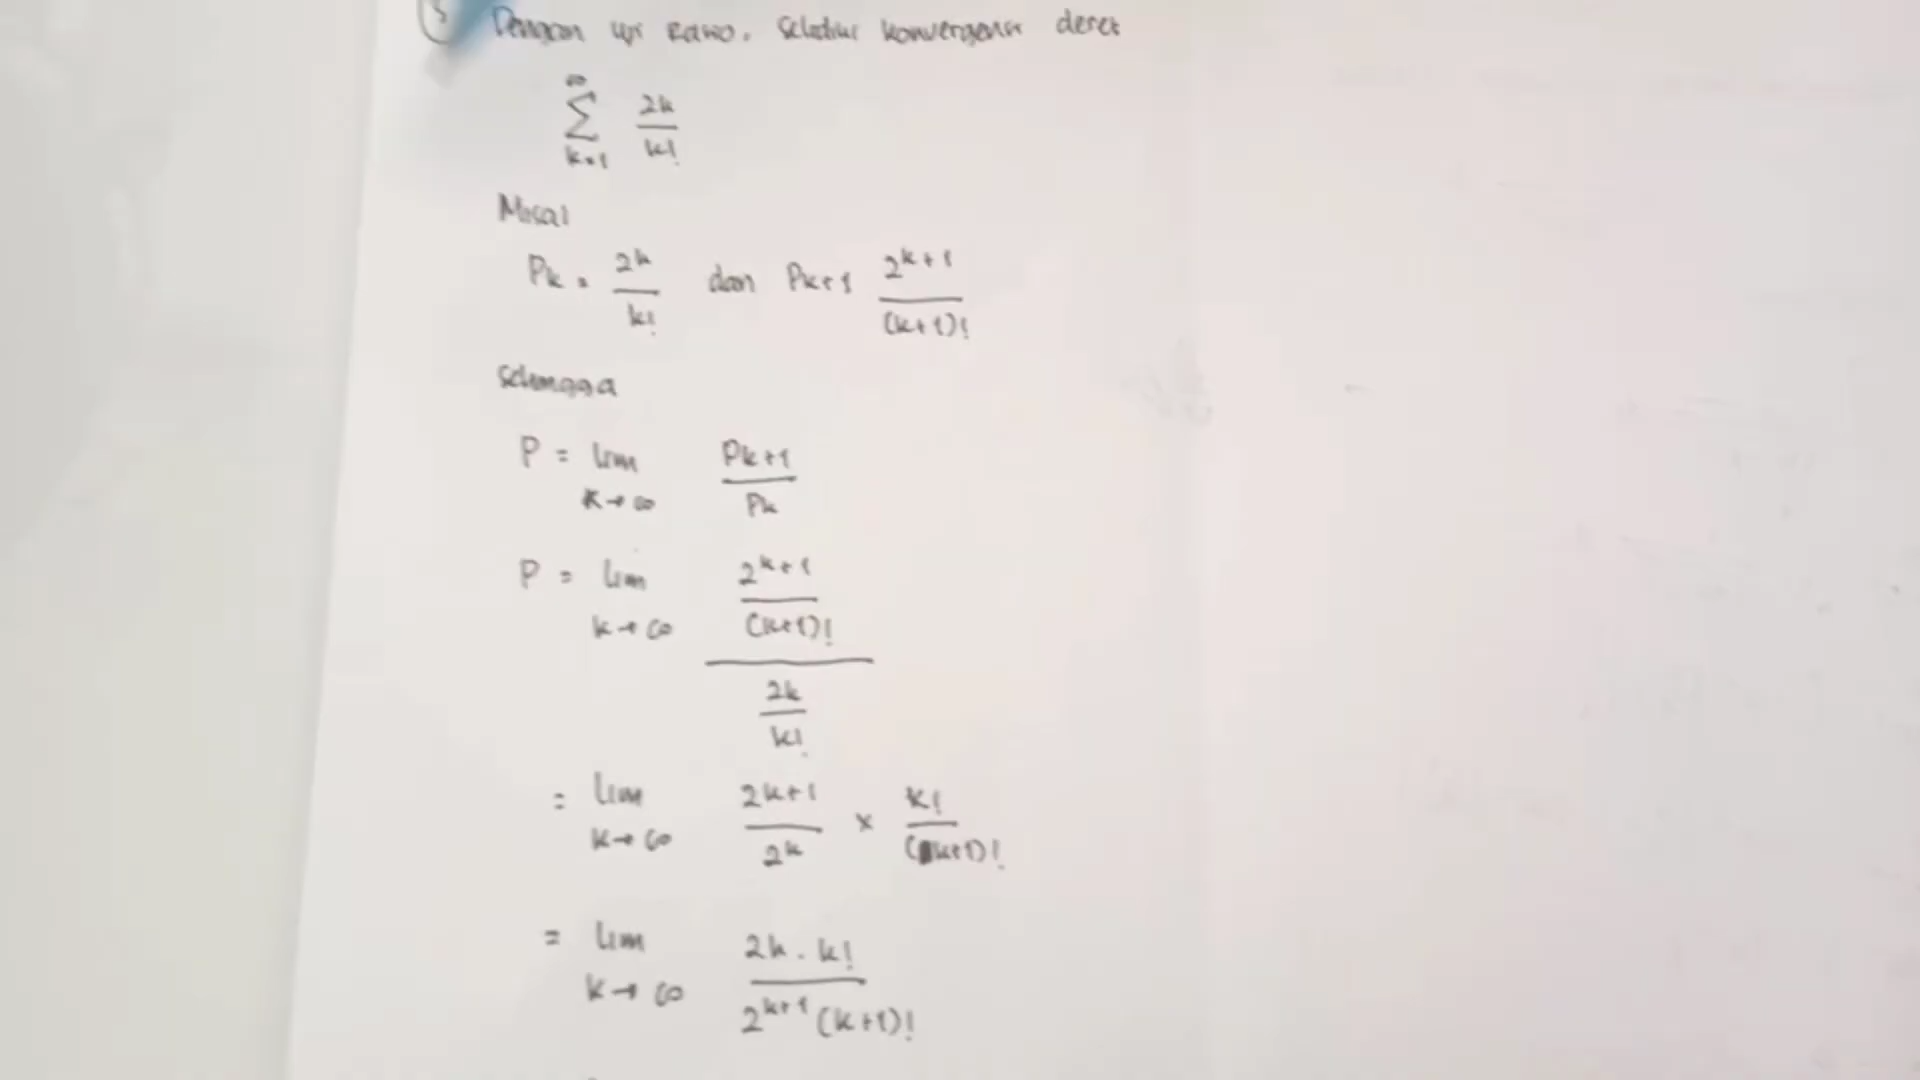 5 Dengan uji Rasio. Selidiki konvergensi deret
∞
∑ 2k/k!
k=1
Misal
Pk = 2^k/k! dan Pk+1 2^(k+1)/(k+1)!
Sehingga
P = lim k→∞ Pk+1/Pk
P = lim k→∞ (2^(k+1)/(k+1)!)/(2k/k!)
= lim k→∞ 2k+1/2^k × k!/(k+1)!
= lim k→∞ 2k . k!/2^(k+1) (k+1)!